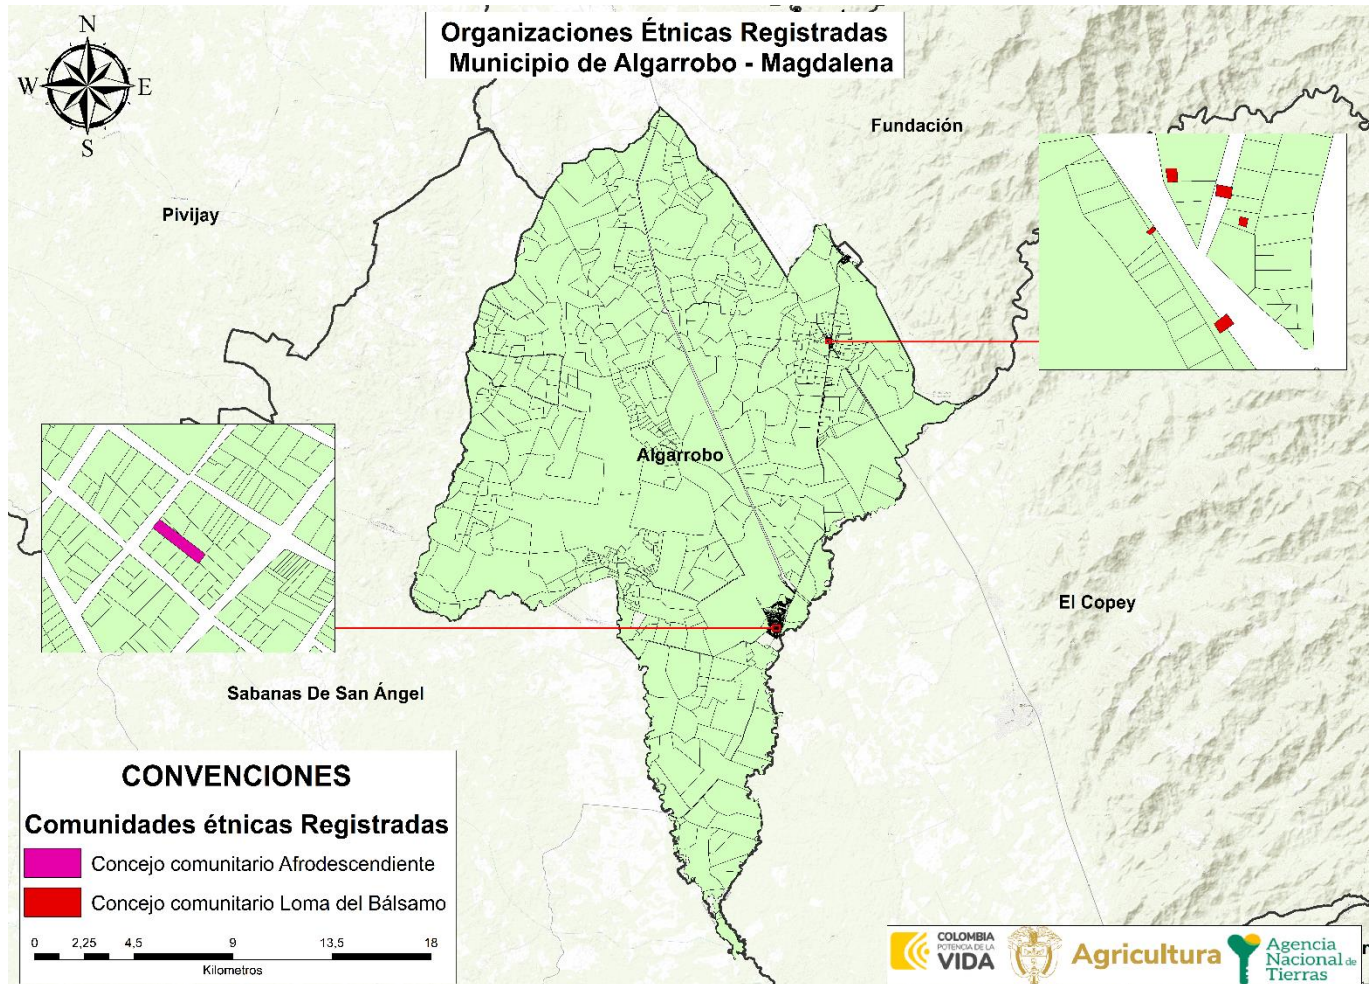 Organizaciones Étnicas Registradas
Municipio de Algarrobo - Magdalena
N
W
E
S
Fundación
Pivijay
Algarrobo
El Copey
Sabanas De San Ángel
CONVENCIONES
Comunidades étnicas Registradas
Concejo comunitario Afrodescendiente
Concejo comunitario Loma del Bálsamo
0 2,25 4,5 9 13,5 18
Kilometros
COLOMBIA
POTENCIA DE LA
VIDA
Agricultura
Agencia
Nacional de
Tierras